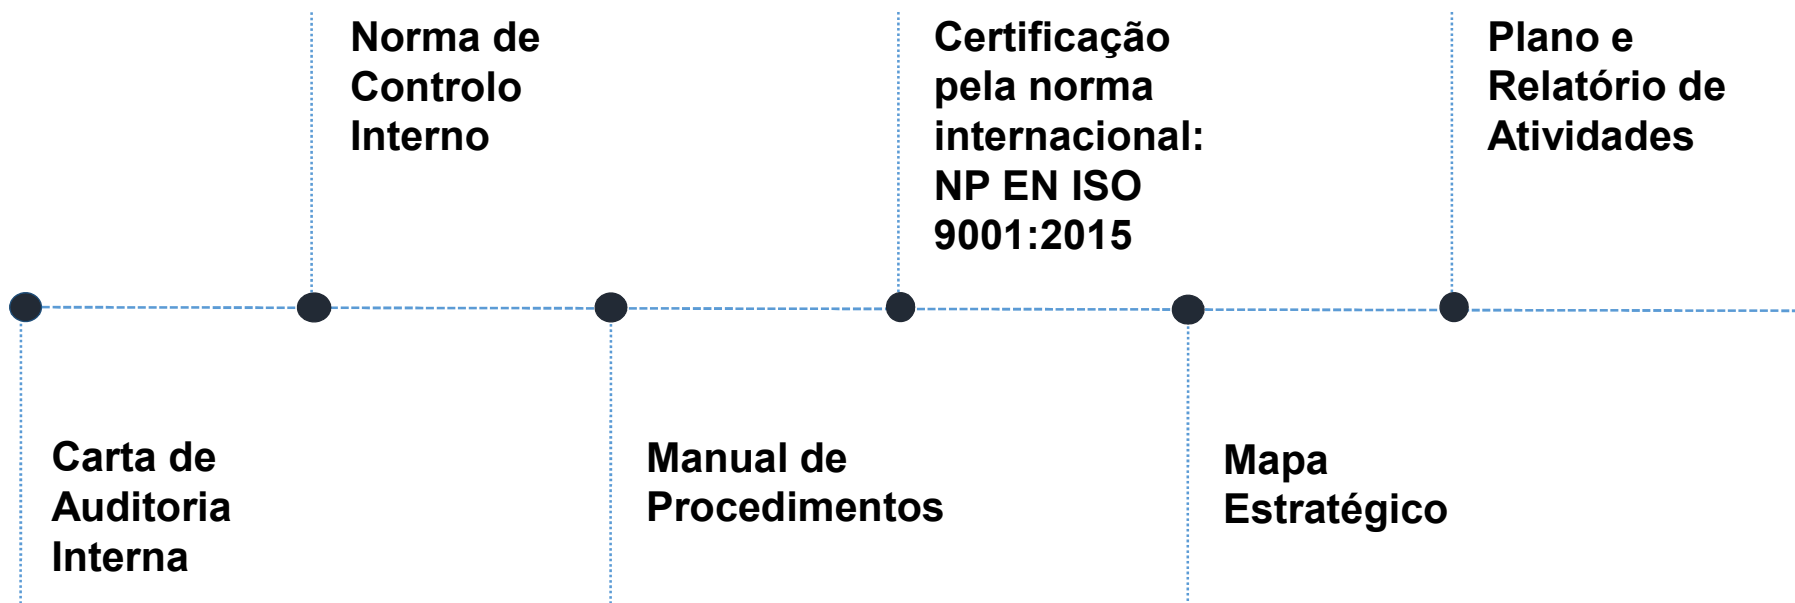 Norma de
Controlo
Interno
Certificação
pela norma
internacional:
NP EN ISO
9001:2015
Plano e
Relatório de
Atividades
Carta de
Auditoria
Interna
Manual de
Procedimentos
Mapa
Estratégico